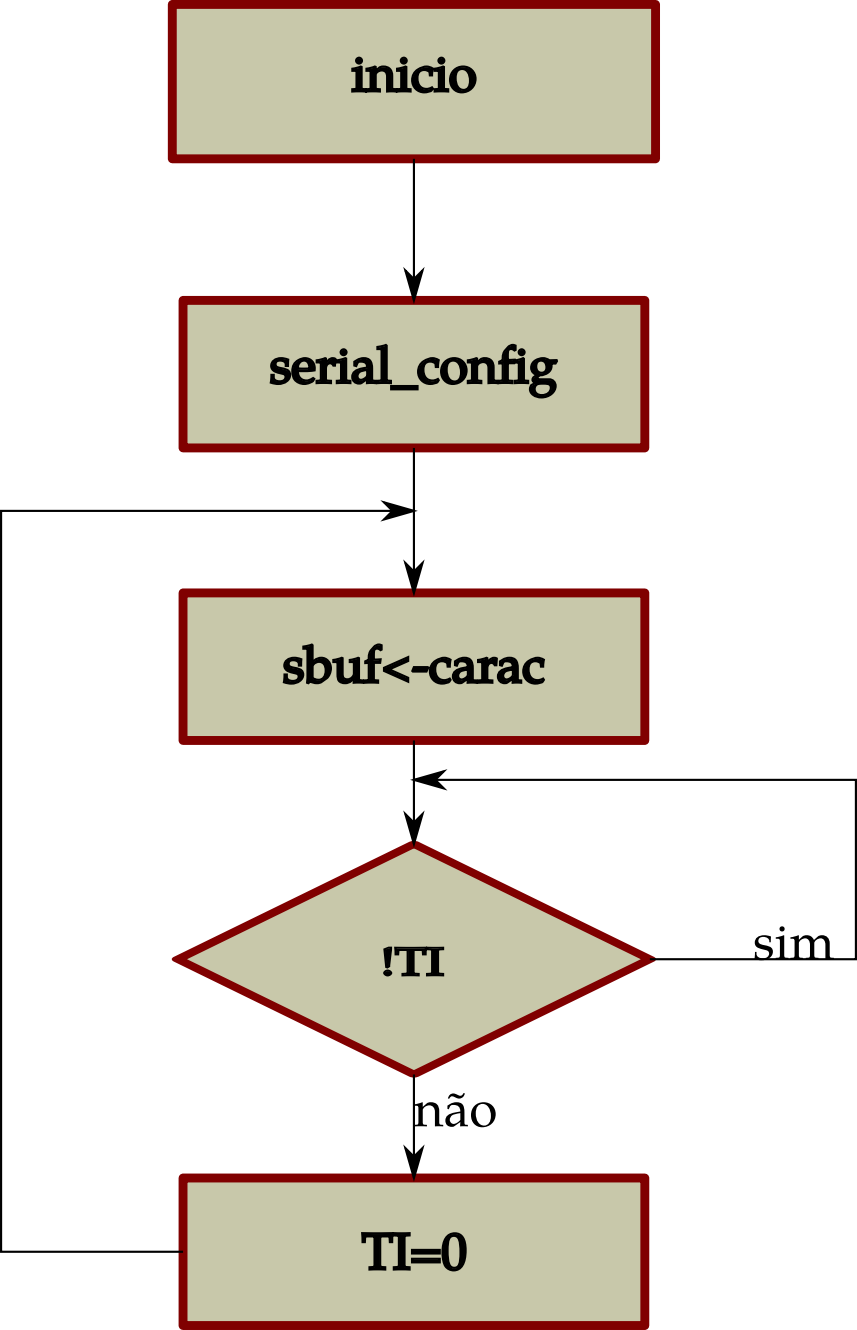 inicio
serial_config
sbuf<-carac
!TI
sim
não
TI=0